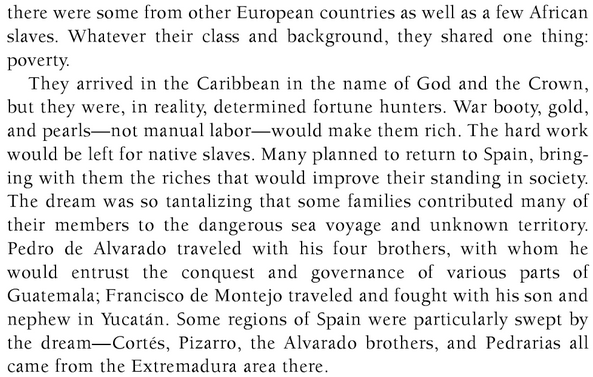 there were some from other European countries as well as a few African
slaves. Whatever their class and background, they shared one thing:
poverty.
They arrived in the Caribbean in the name of God and the Crown,
but they were, in reality, determined fortune hunters. War booty, gold,
and pearls—not manual labor—would make them rich. The hard work
would be left for native slaves. Many planned to return to Spain, bring-
ing with them the riches that would improve their standing in society.
The dream was so tantalizing that some families contributed many of
their members to the dangerous sea voyage and unknown territory.
Pedro de Alvarado traveled with his four brothers, with whom he
would entrust the conquest and governance of various parts of
Guatemala; Francisco de Montejo traveled and fought with his son and
nephew in Yucatán. Some regions of Spain were particularly swept by
the dream—Cortés, Pizarro, the Alvarado brothers, and Pedrarias all
came from the Extremadura area there.